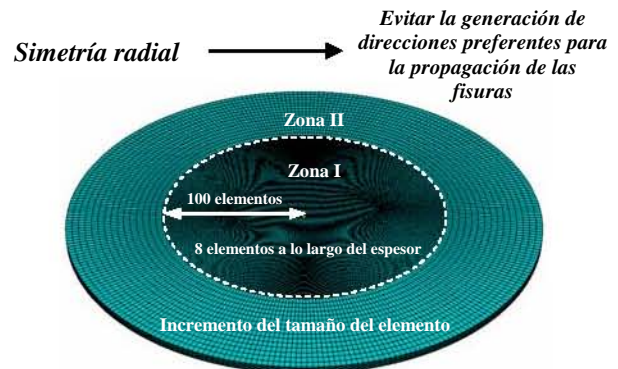 Simetría radial
Evitar la generación de
direcciones preferentes para
la propagación de las
fisuras
Zona II
Zona I
100 elementos
8 elementos a lo largo del espesor
Incremento del tamaño del elemento